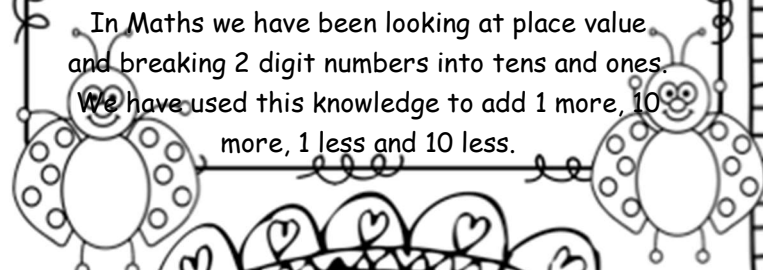 In Maths we have been looking at place value
and breaking 2 digit numbers into tens and ones.
We have used this knowledge to add 1 more, 10
more, 1 less and 10 less.